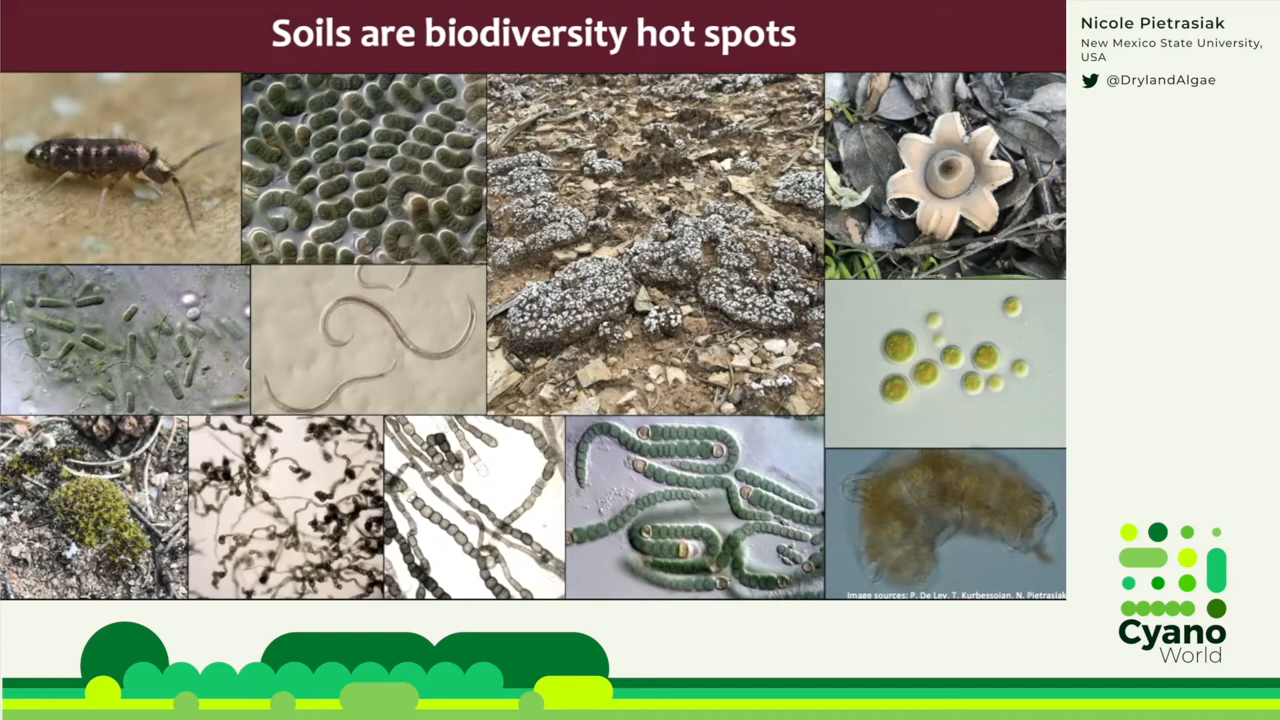 Soils are biodiversity hot spots
Nicole Pietrasiak
New Mexico State University,
USA
@DrylandAlgae
Image sources: P. De Ley, T. Kurbessoian, N. Pietrasiak
Cyano
World